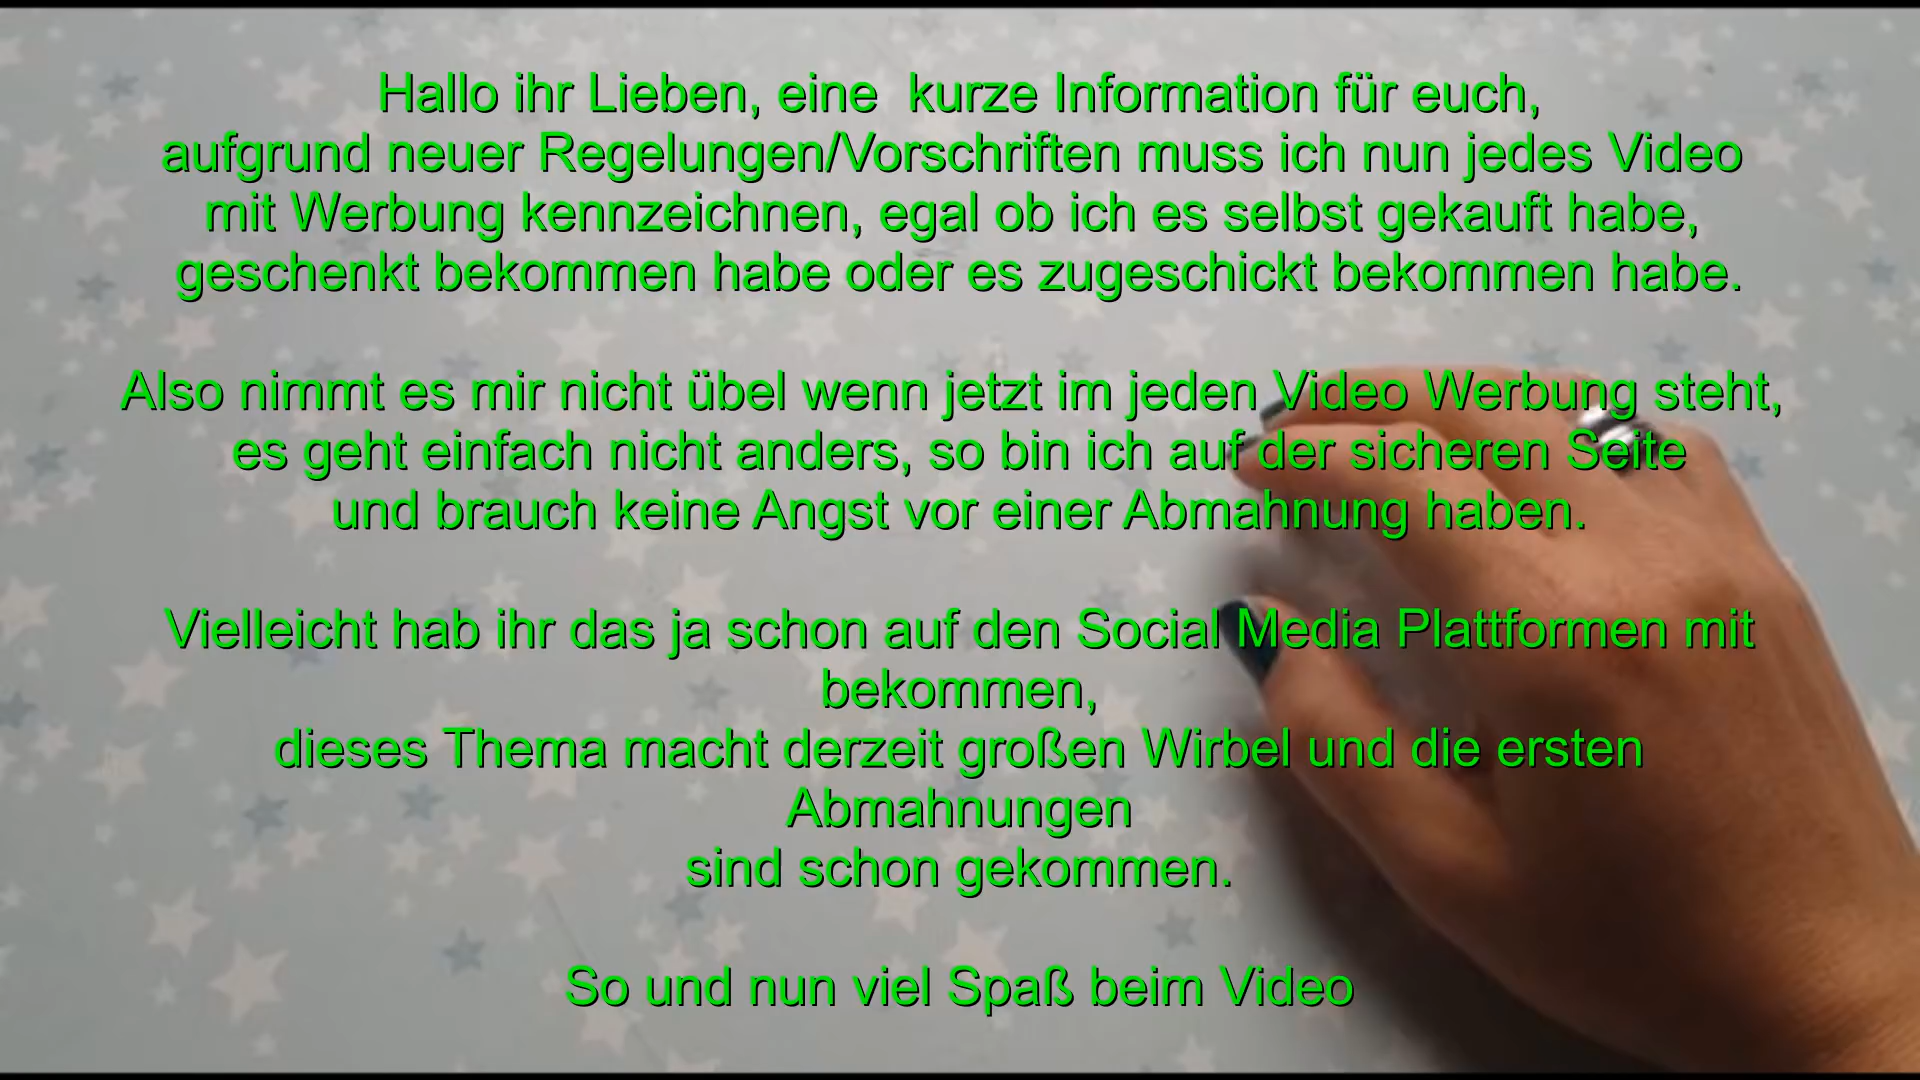 Hallo ihr Lieben, eine  kurze Information für euch,
aufgrund neuer Regelungen/Vorschriften muss ich nun jedes Video
mit Werbung kennzeichnen, egal ob ich es selbst gekauft habe,
geschenkt bekommen habe oder es zugeschickt bekommen habe.
Also nimmt es mir nicht übel wenn jetzt im jeden Video Werbung steht,
es geht einfach nicht anders, so bin ich auf der sicheren Seite
und brauch keine Angst vor einer Abmahnung haben.
Vielleicht hab ihr das ja schon auf den Social Media Plattformen mit
bekommen,
dieses Thema macht derzeit großen Wirbel und die ersten
Abmahnungen
sind schon gekommen.
So und nun viel Spaß beim Video